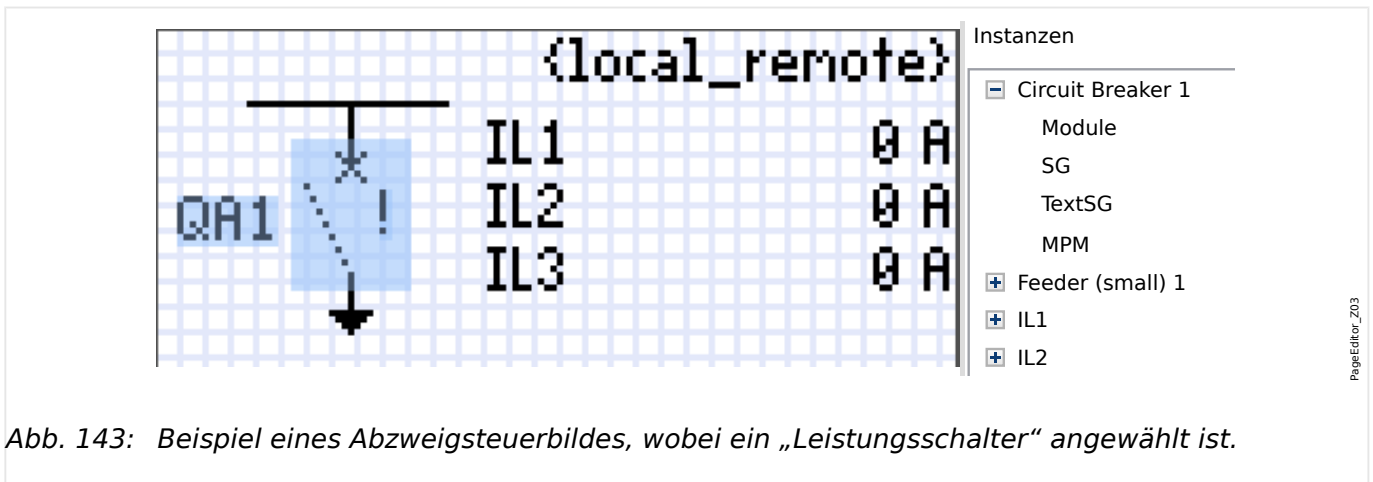 {local_remote}
IL1 0 A
QA1 !
IL2 0 A
IL3 0 A
Instanzen
Circuit Breaker 1
Module
SG
TextSG
MPM
Feeder (small) 1
IL1
IL2
PageEditor_Z03
Abb. 143: Beispiel eines Abzweigsteuerbildes, wobei ein „Leistungsschalter“ angewählt ist.